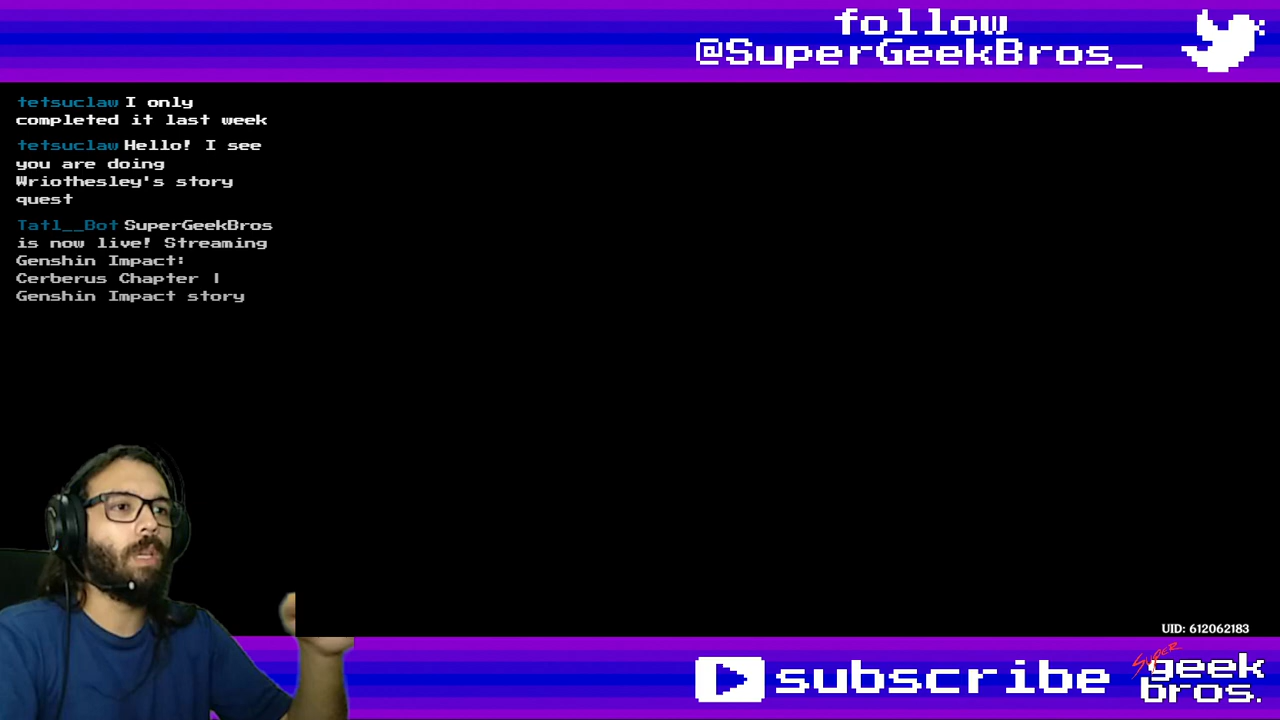 follow
@SuperGeekBros_
tetsuclaw I only
completed it last week
tetsuclaw Hello! I see
you are doing
Wriothesley's story
quest
Tatl__Bot SuperGeekBros
is now live! Streaming
Genshin Impact:
Cerberus Chapter |
Genshin Impact story
UID: 612062183
subscribe
SUPER
geek
bros.